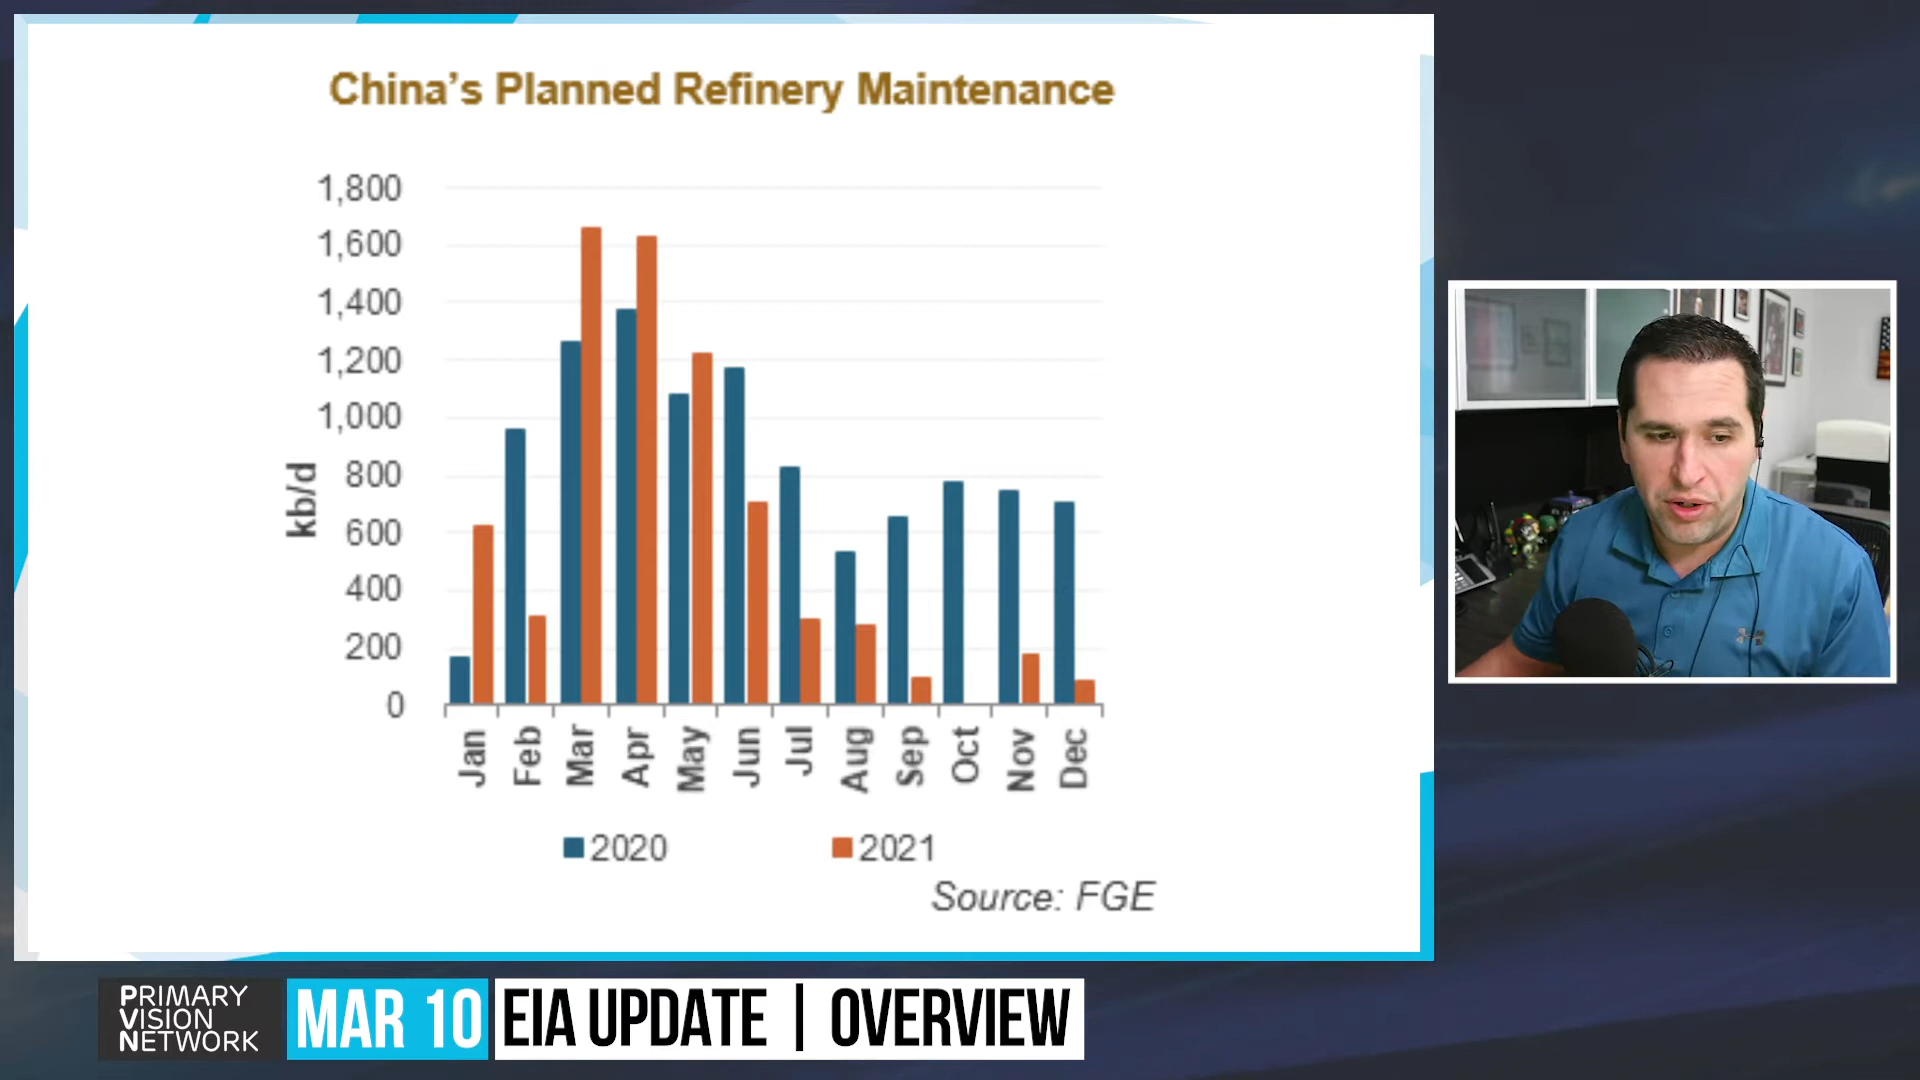 China's Planned Refinery Maintenance
1,800
1,600
1,400
1,200
1,000
800
600
400
200
0
kb/d
Jan
Feb
Mar
Apr
May
Jun
Jul
Aug
Sep
Oct
Nov
Dec
2020
2021
Source: FGE
PRIMARY
VISION
NETWORK
MAR 10
EIA UPDATE | OVERVIEW